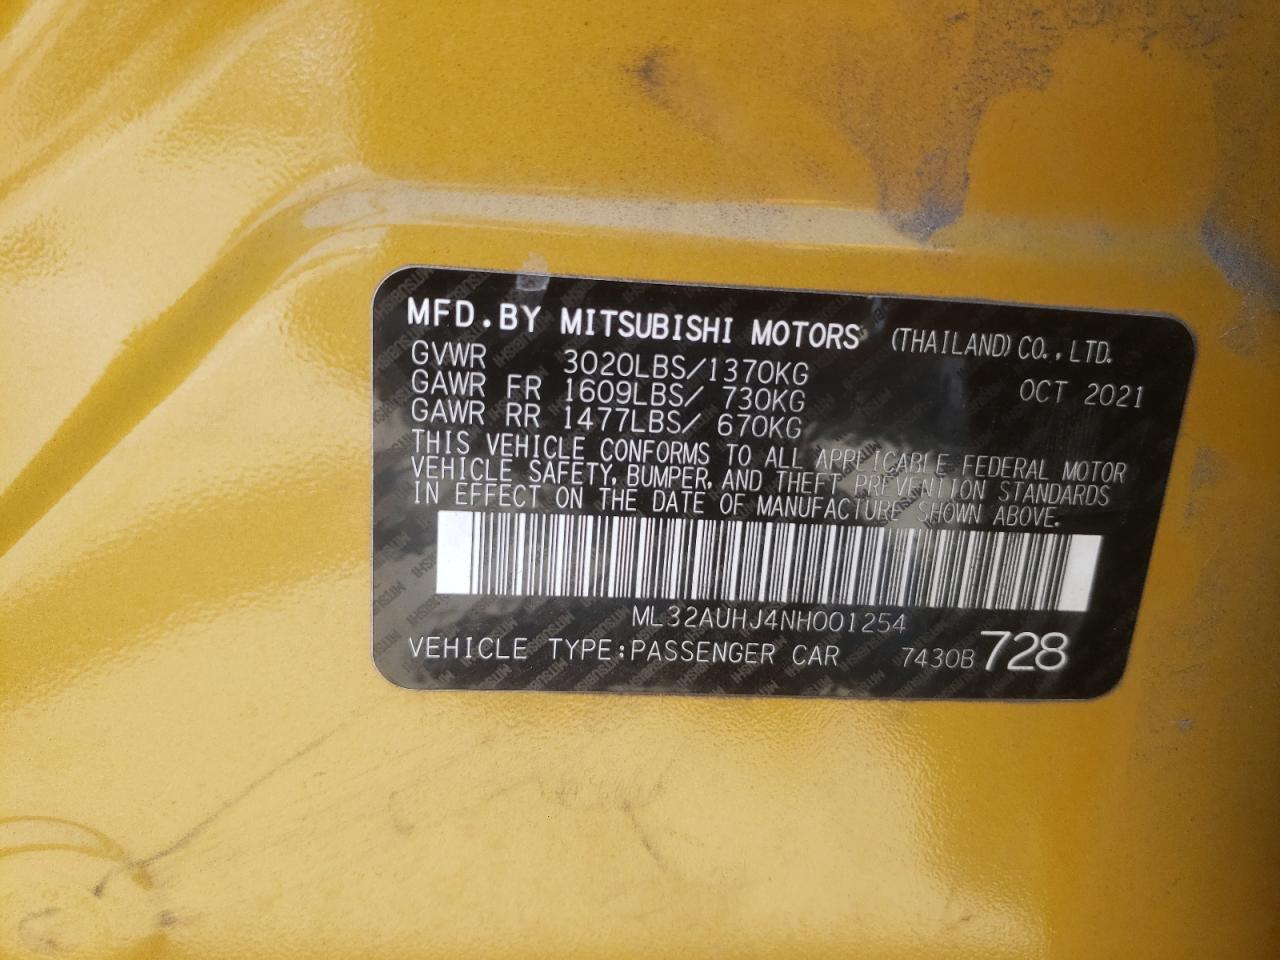 MFD.BY MITSUBISHI MOTORS (THAILAND) CO., LTD.
GVWR 3020LBS/1370KG OCT 2021
GAWR FR 1609LBS/ 730KG
GAWR RR 1477LBS/ 670KG
THIS VEHICLE CONFORMS TO ALL APPLICABLE FEDERAL MOTOR
VEHICLE SAFETY, BUMPER, AND THEFT PREVENTION STANDARDS
IN EFFECT ON THE DATE OF MANUFACTURE SHOWN ABOVE.
ML32AUHJ4NH001254
VEHICLE TYPE:PASSENGER CAR 7430B 728